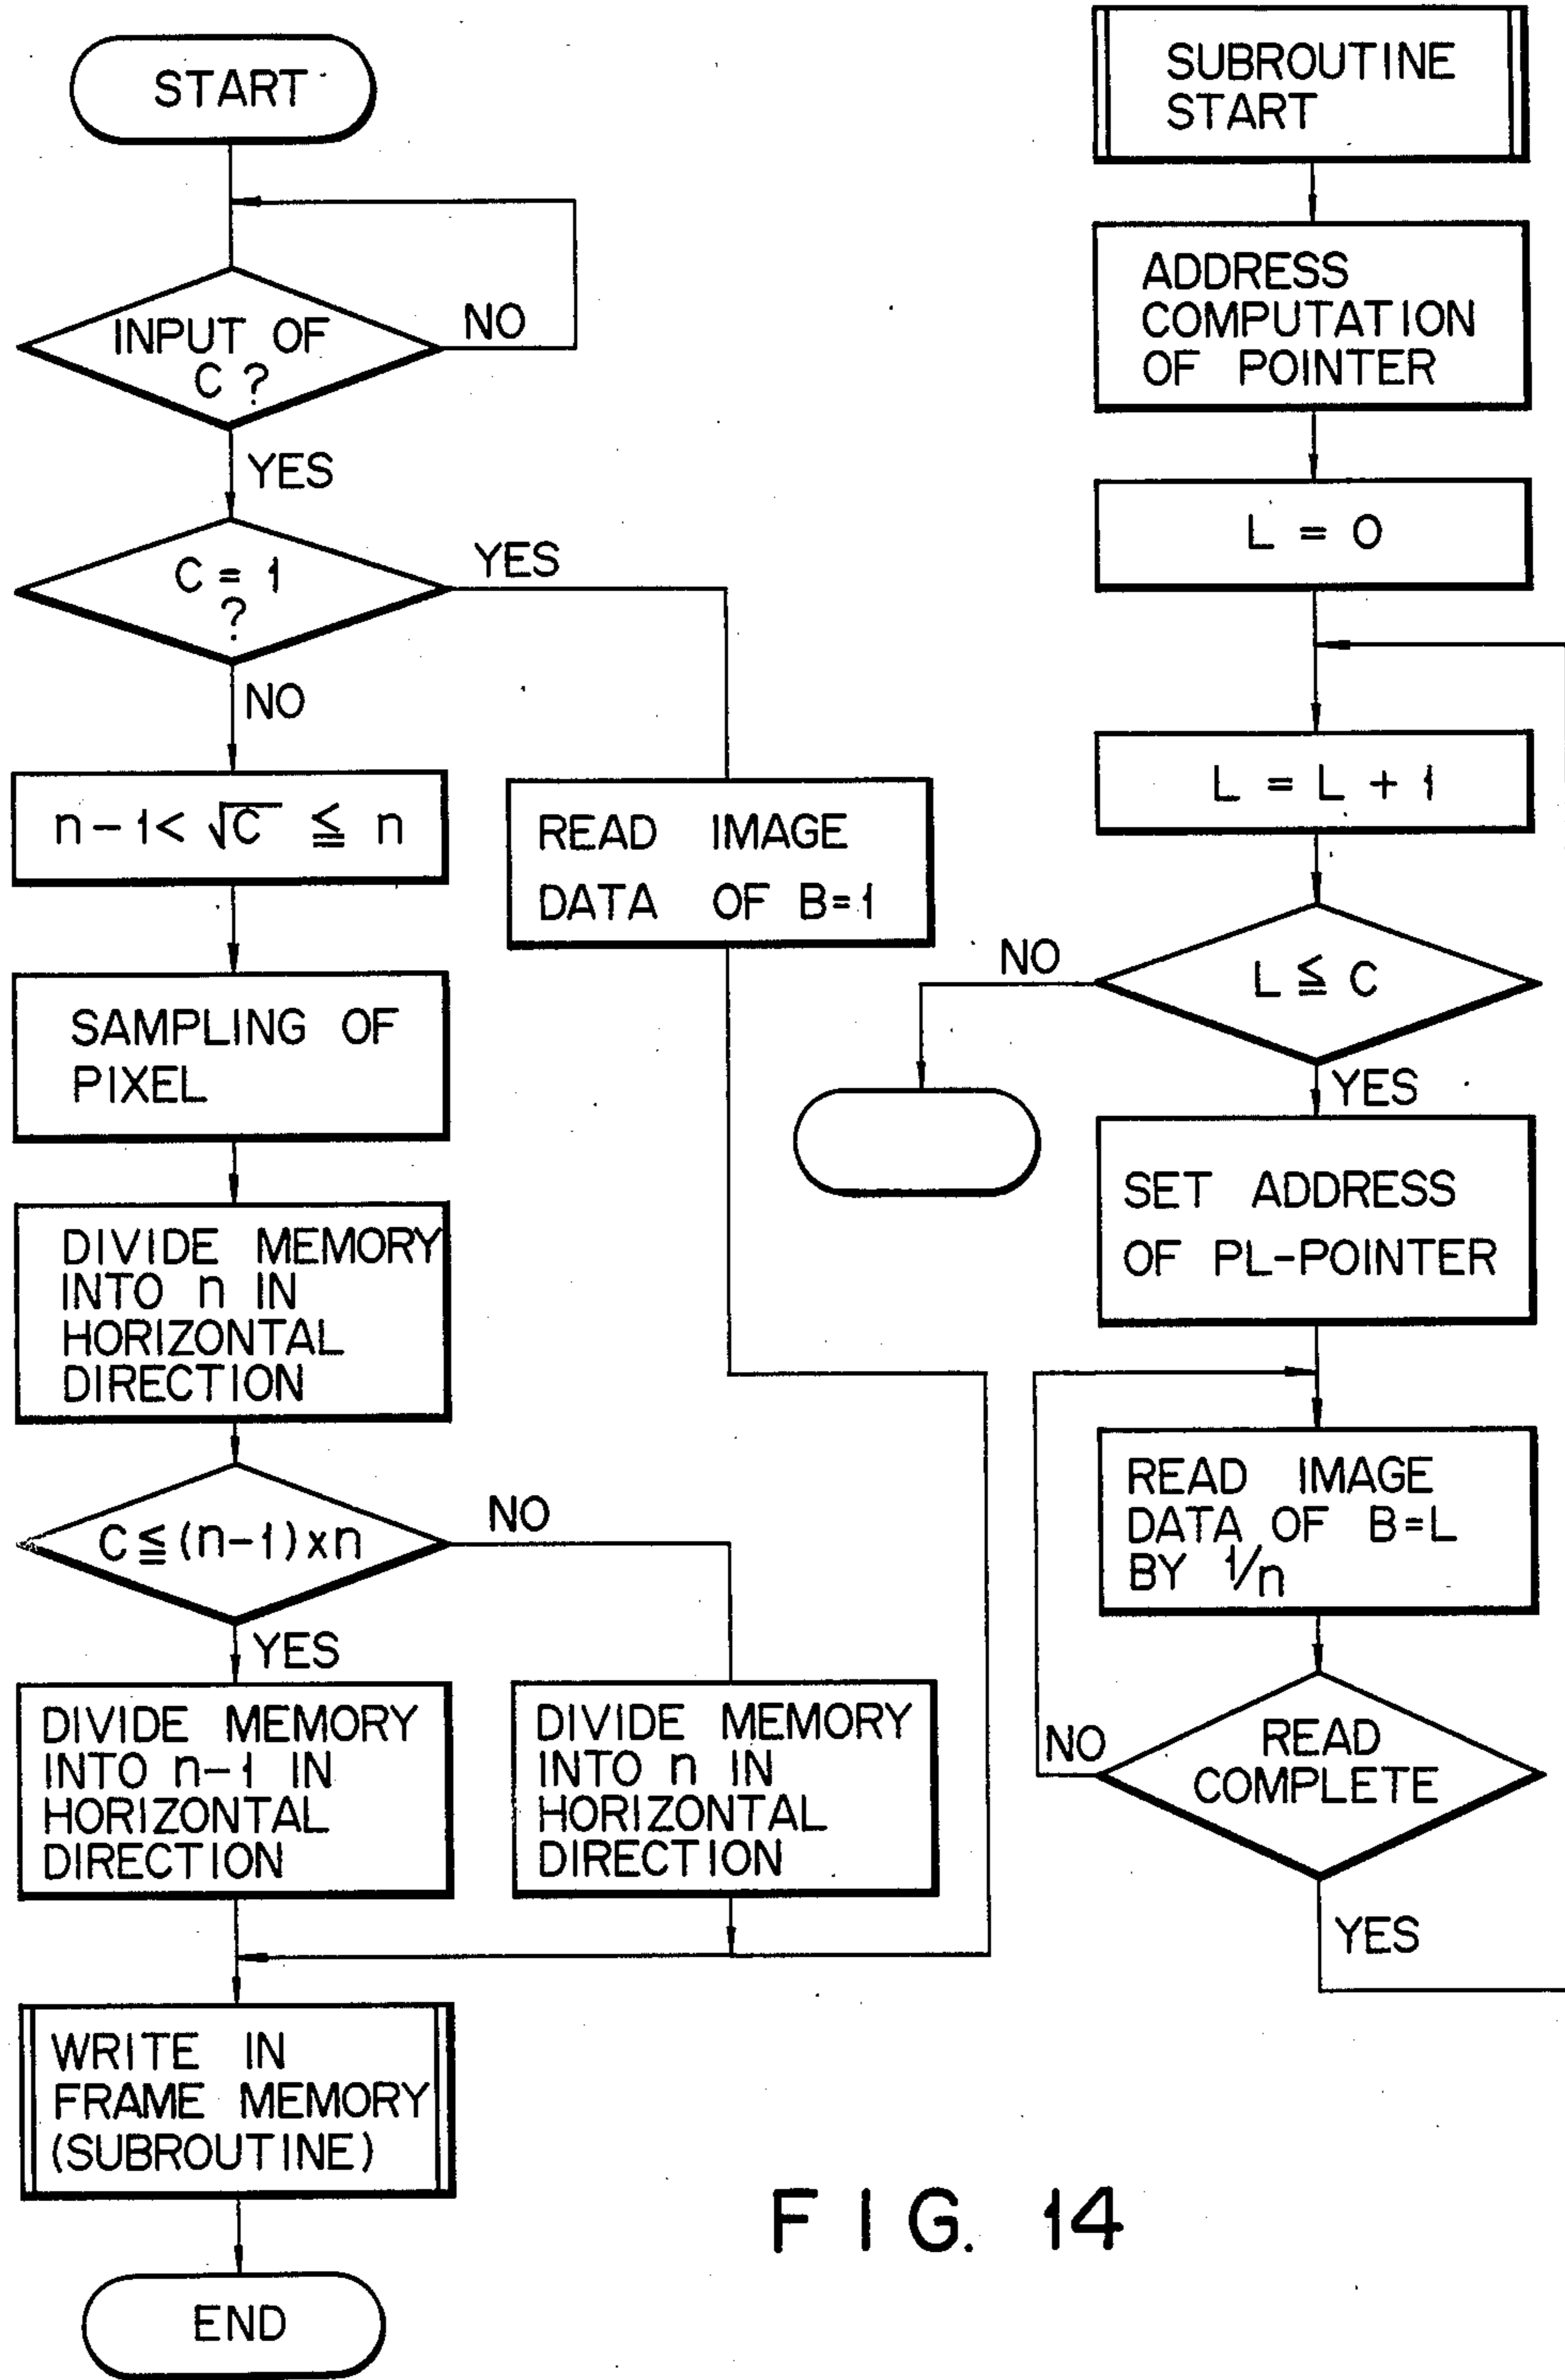 START
INPUT OF
C ?
NO
YES
C = 1
?
YES
NO
n-1< √C ≦ n
READ IMAGE
DATA OF B=1
SAMPLING OF
PIXEL
DIVIDE MEMORY
INTO n IN
HORIZONTAL
DIRECTION
C≦(n-1)xn
NO
YES
DIVIDE MEMORY
INTO n-1 IN
HORIZONTAL
DIRECTION
DIVIDE MEMORY
INTO n IN
HORIZONTAL
DIRECTION
WRITE IN
FRAME MEMORY
(SUBROUTINE)
END
SUBROUTINE
START
ADDRESS
COMPUTATION
OF POINTER
L = 0
L = L + 1
L ≦ C
NO
YES
SET ADDRESS
OF PL-POINTER
READ IMAGE
DATA OF B=L
BY 1/n
READ
COMPLETE
NO
YES
FIG. 14